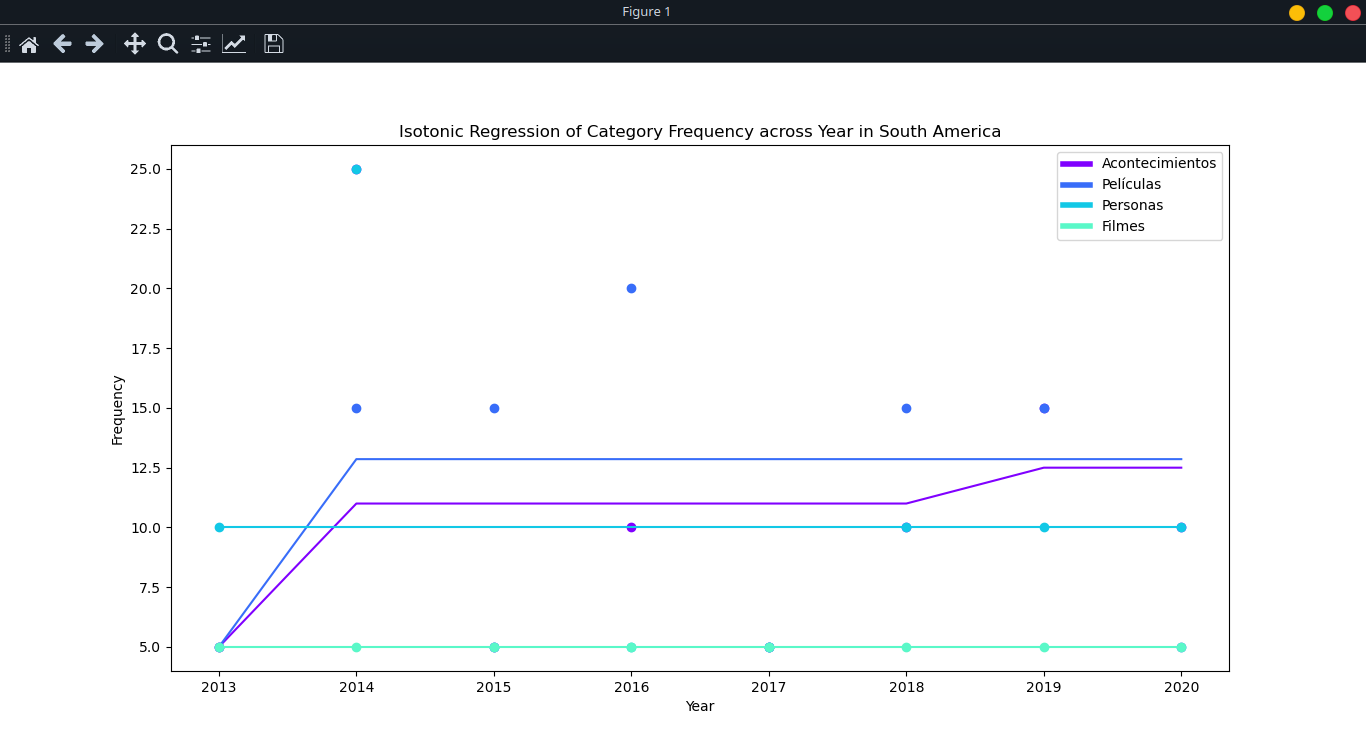 Figure 1
Isotonic Regression of Category Frequency across Year in South America
Acontecimientos
Películas
Personas
Filmes
25.0
22.5
20.0
17.5
15.0
12.5
10.0
7.5
5.0
Frequency
2013 2014 2015 2016 2017 2018 2019 2020
Year